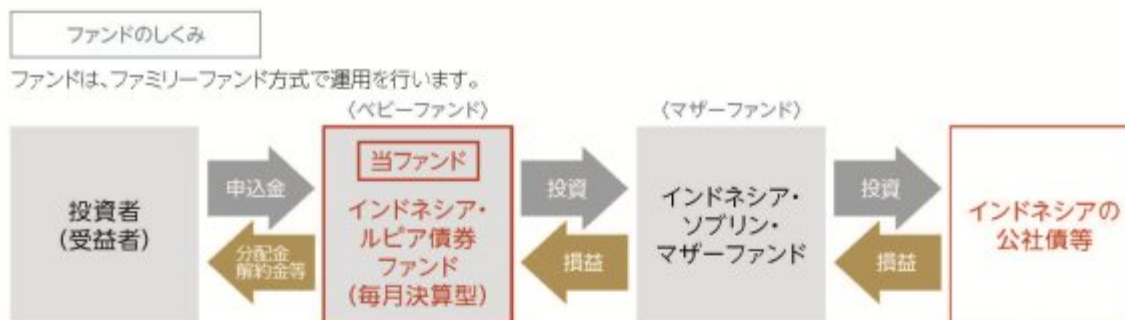 ファンドのしくみ
ファンドは、ファミリーファンド方式で運用を行います。
〈ベビーファンド〉
〈マザーファンド〉
投資者
(受益者)
申込金
分配金
解約金等
当ファンド
インドネシア・
ルピア債券
ファンド
(毎月決算型)
投資
損益
インドネシア・
ソブリン・
マザーファンド
投資
損益
インドネシアの
公社債等